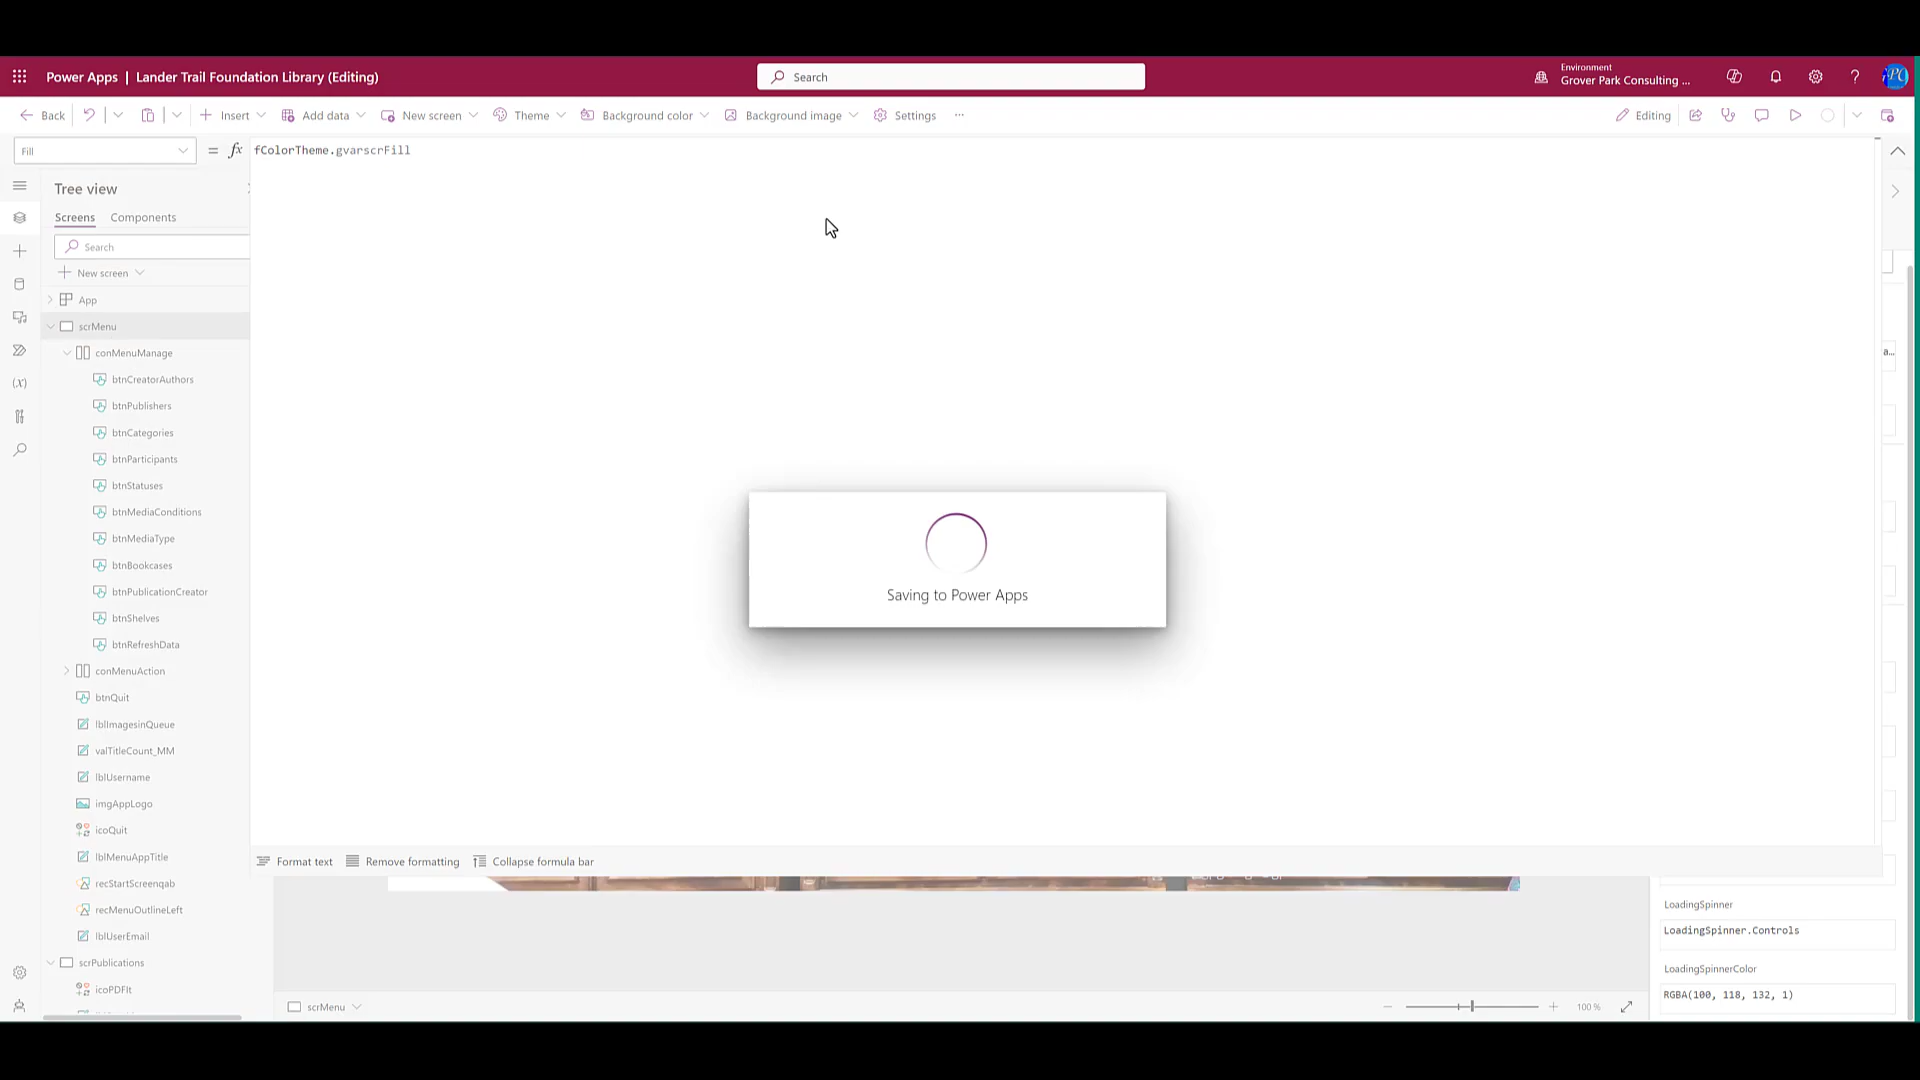 Power Apps | Lander Trail Foundation Library (Editing)
Search
Environment
Grover Park Consulting ...
Back
Insert
Add data
New screen
Theme
Background color
Background image
Settings
Editing
Fill
= fx fColorTheme.gvarscrFill
Tree view
Screens Components
Search
New screen
App
scrMenu
conMenuManage
btnCreatorAuthors
btnPublishers
btnCategories
btnParticipants
btnStatuses
btnMediaConditions
btnMediaType
btnBookcases
btnPublicationCreator
btnShelves
btnRefreshData
conMenuAction
btnQuit
lblImagesinQueue
valTitleCount_MM
lblUsername
imgAppLogo
icoQuit
lblMenuAppTitle
recStartScreenqab
recMenuOutlineLeft
lblUserEmail
scrPublications
icoPDFlt
Saving to Power Apps
a...
Format text
Remove formatting
Collapse formula bar
LoadingSpinner
LoadingSpinner.Controls
LoadingSpinnerColor
RGBA(100, 118, 132, 1)
scrMenu
100 %